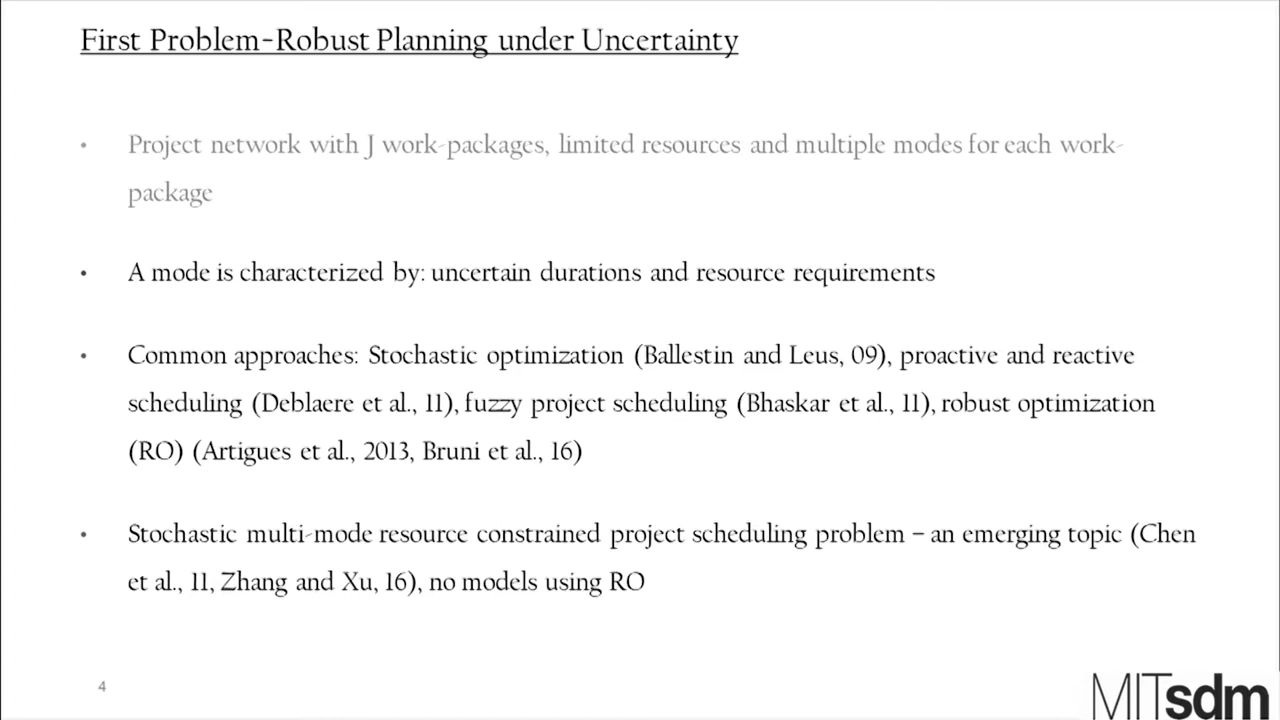 First Problem-Robust Planning under Uncertainty
• Project network with J work-packages, limited resources and multiple modes for each work-
package
• A mode is characterized by: uncertain durations and resource requirements
• Common approaches: Stochastic optimization (Ballestin and Leus, 09), proactive and reactive
scheduling (Deblaere et al., 11), fuzzy project scheduling (Bhaskar et al., 11), robust optimization
(RO) (Artigues et al., 2013, Bruni et al., 16)
• Stochastic multi-mode resource constrained project scheduling problem – an emerging topic (Chen
et al., 11, Zhang and Xu, 16), no models using RO
4
MITsdm